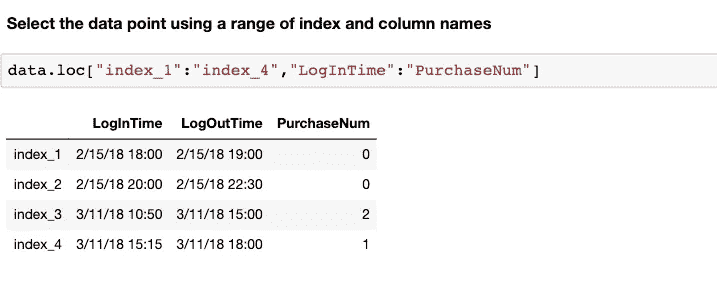 Select the data point using a range of index and column names
data.loc["index_1":"index_4","LogInTime":"PurchaseNum"]
LogInTime LogOutTime PurchaseNum
index_1 2/15/18 18:00 2/15/18 19:00 0
index_2 2/15/18 20:00 2/15/18 22:30 0
index_3 3/11/18 10:50 3/11/18 15:00 2
index_4 3/11/18 15:15 3/11/18 18:00 1